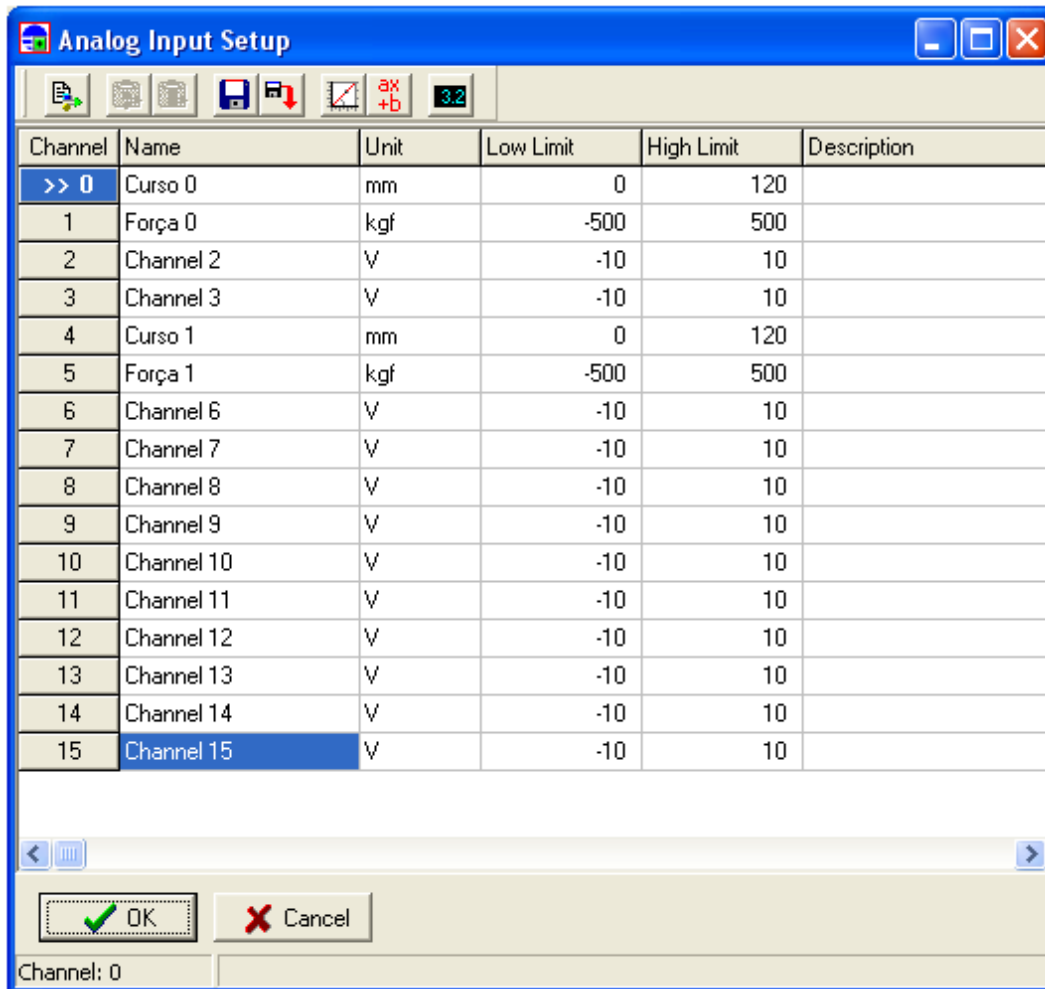 Analog Input Setup
ax
+b
3.2
Channel Name Unit Low Limit High Limit Description
>> 0 Curso 0 mm 0 120
1 Força 0 kgf -500 500
2 Channel 2 V -10 10
3 Channel 3 V -10 10
4 Curso 1 mm 0 120
5 Força 1 kgf -500 500
6 Channel 6 V -10 10
7 Channel 7 V -10 10
8 Channel 8 V -10 10
9 Channel 9 V -10 10
10 Channel 10 V -10 10
11 Channel 11 V -10 10
12 Channel 12 V -10 10
13 Channel 13 V -10 10
14 Channel 14 V -10 10
15 Channel 15 V -10 10
OK Cancel
Channel: 0